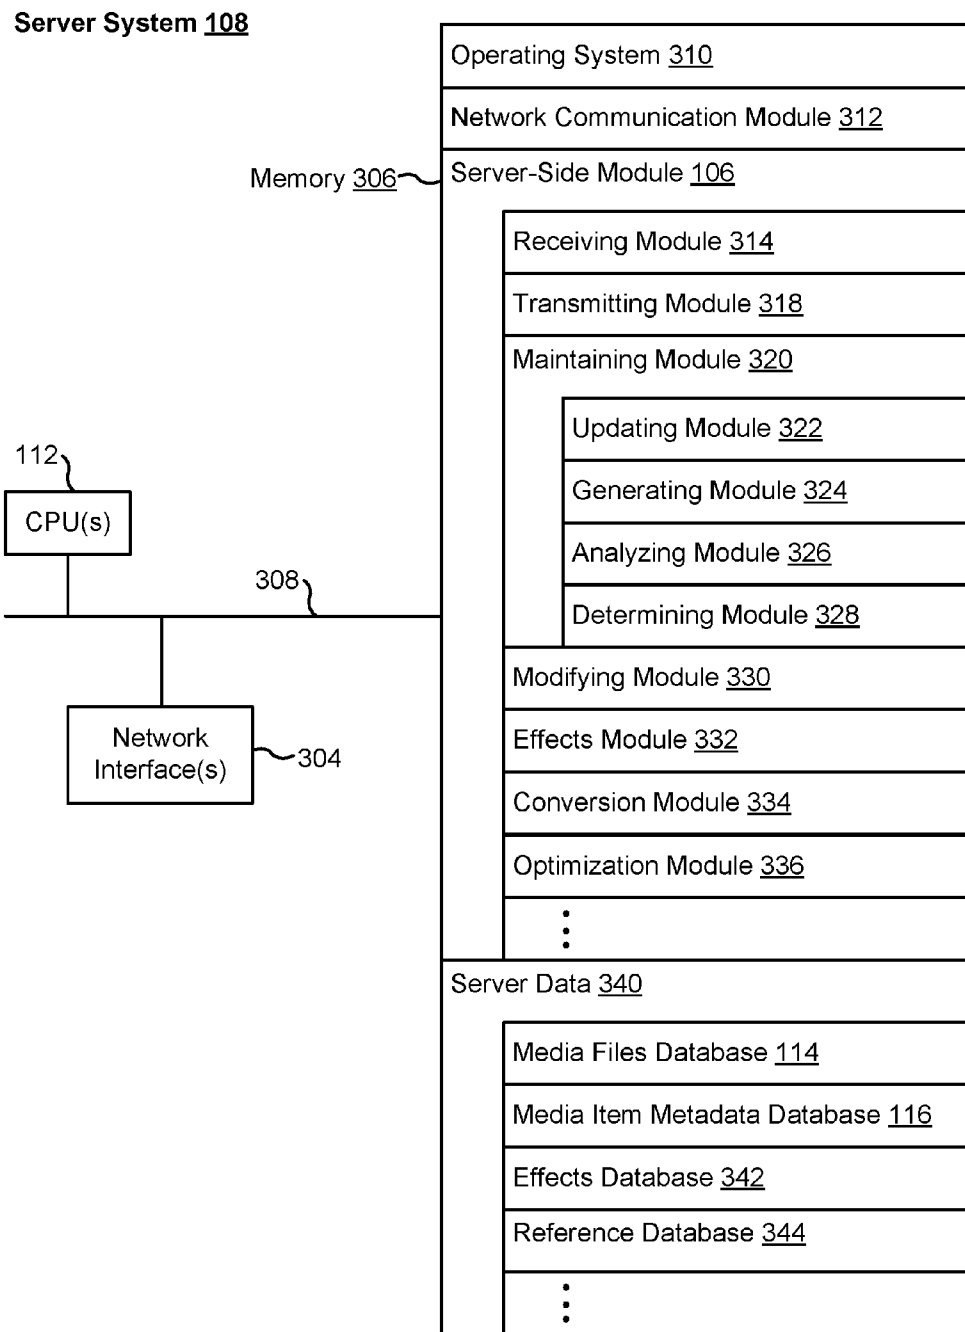 Server System 108
Operating System 310
Network Communication Module 312
Memory 306
Server-Side Module 106
Receiving Module 314
Transmitting Module 318
Maintaining Module 320
Updating Module 322
Generating Module 324
Analyzing Module 326
Determining Module 328
112
CPU(s)
308
Network
Interface(s)
304
Modifying Module 330
Effects Module 332
Conversion Module 334
Optimization Module 336
Server Data 340
Media Files Database 114
Media Item Metadata Database 116
Effects Database 342
Reference Database 344